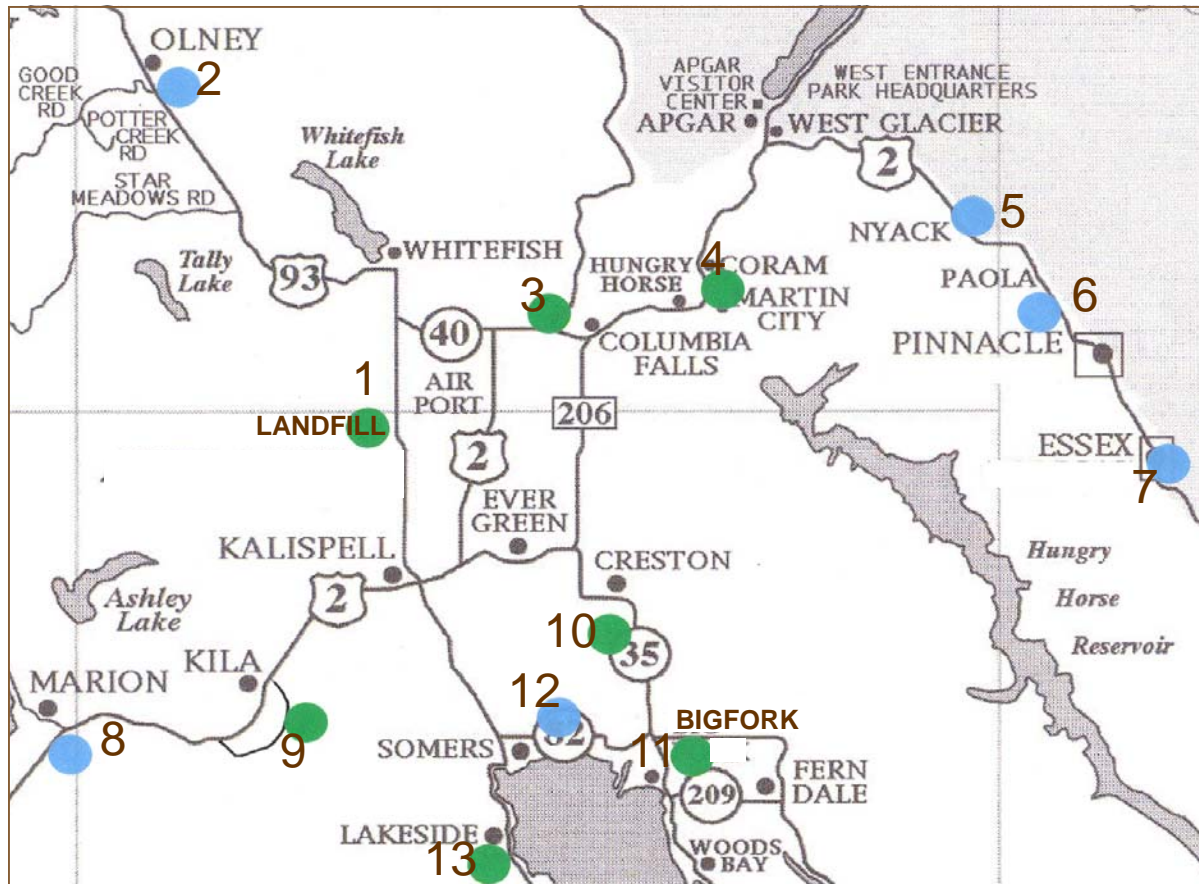 OLNEY
2
GOOD
CREEK
RD
POTTER
CREEK
RD
STAR
MEADOWS RD
Whitefish
Lake
APGAR
VISITOR
CENTER
APGAR
WEST ENTRANCE
PARK HEADQUARTERS
WEST GLACIER
2
5
NYACK
Tally
Lake
93
WHITEFISH
HUNGRY
HORSE
4
CORAM
MARTIN
CITY
PAOLA
6
PINNACLE
3
40
COLUMBIA
FALLS
1
AIR
PORT
LANDFILL
206
2
ESSEX
7
EVER
GREEN
KALISPELL
CRESTON
Hungry
Horse
Reservoir
Ashley
Lake
2
10
35
KILA
MARION
8
9
12
82
SOMERS
BIGFORK
11
209
FERN
DALE
LAKESIDE
13
WOODS
BAY